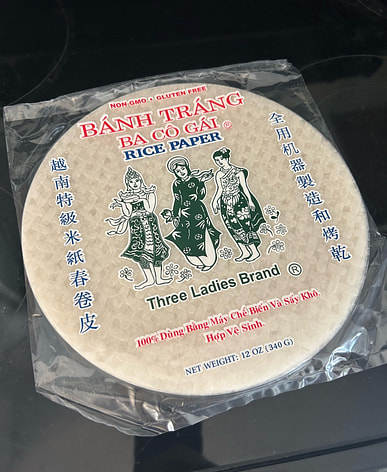 NON-GMO • GLUTEN FREE
BÁNH TRÁNG
BA CÔ GÁI ®
RICE PAPER
越南特級米紙春卷皮
全用机器製造和烤乾
Three Ladies Brand ®
100% Dùng Bằng Máy Chế Biến Và Sấy Khô,
Hợp Vệ Sinh.
NET WEIGHT: 12 OZ (340 G)